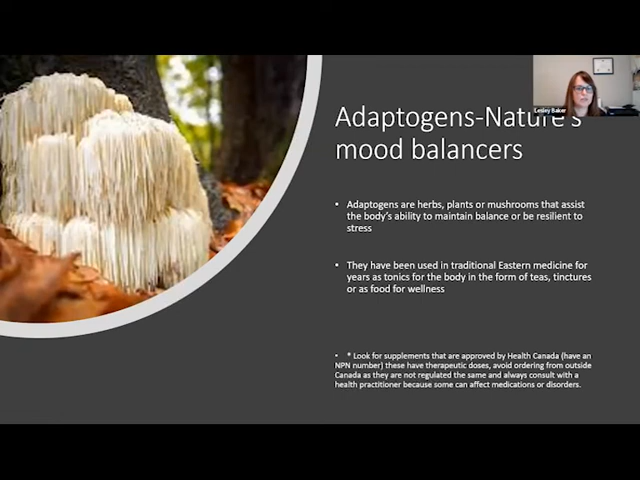 Lesley Baker
Adaptogens-Nature's
mood balancers
• Adaptogens are herbs, plants or mushrooms that assist
the body's ability to maintain balance or be resilient to
stress
• They have been used in traditional Eastern medicine for
years as tonics for the body in the form of teas, tinctures
or as food for wellness
• * Look for supplements that are approved by Health Canada (have an
NPN number) these have therapeutic doses, avoid ordering from outside
Canada as they are not regulated the same and always consult with a
health practitioner because some can affect medications or disorders.